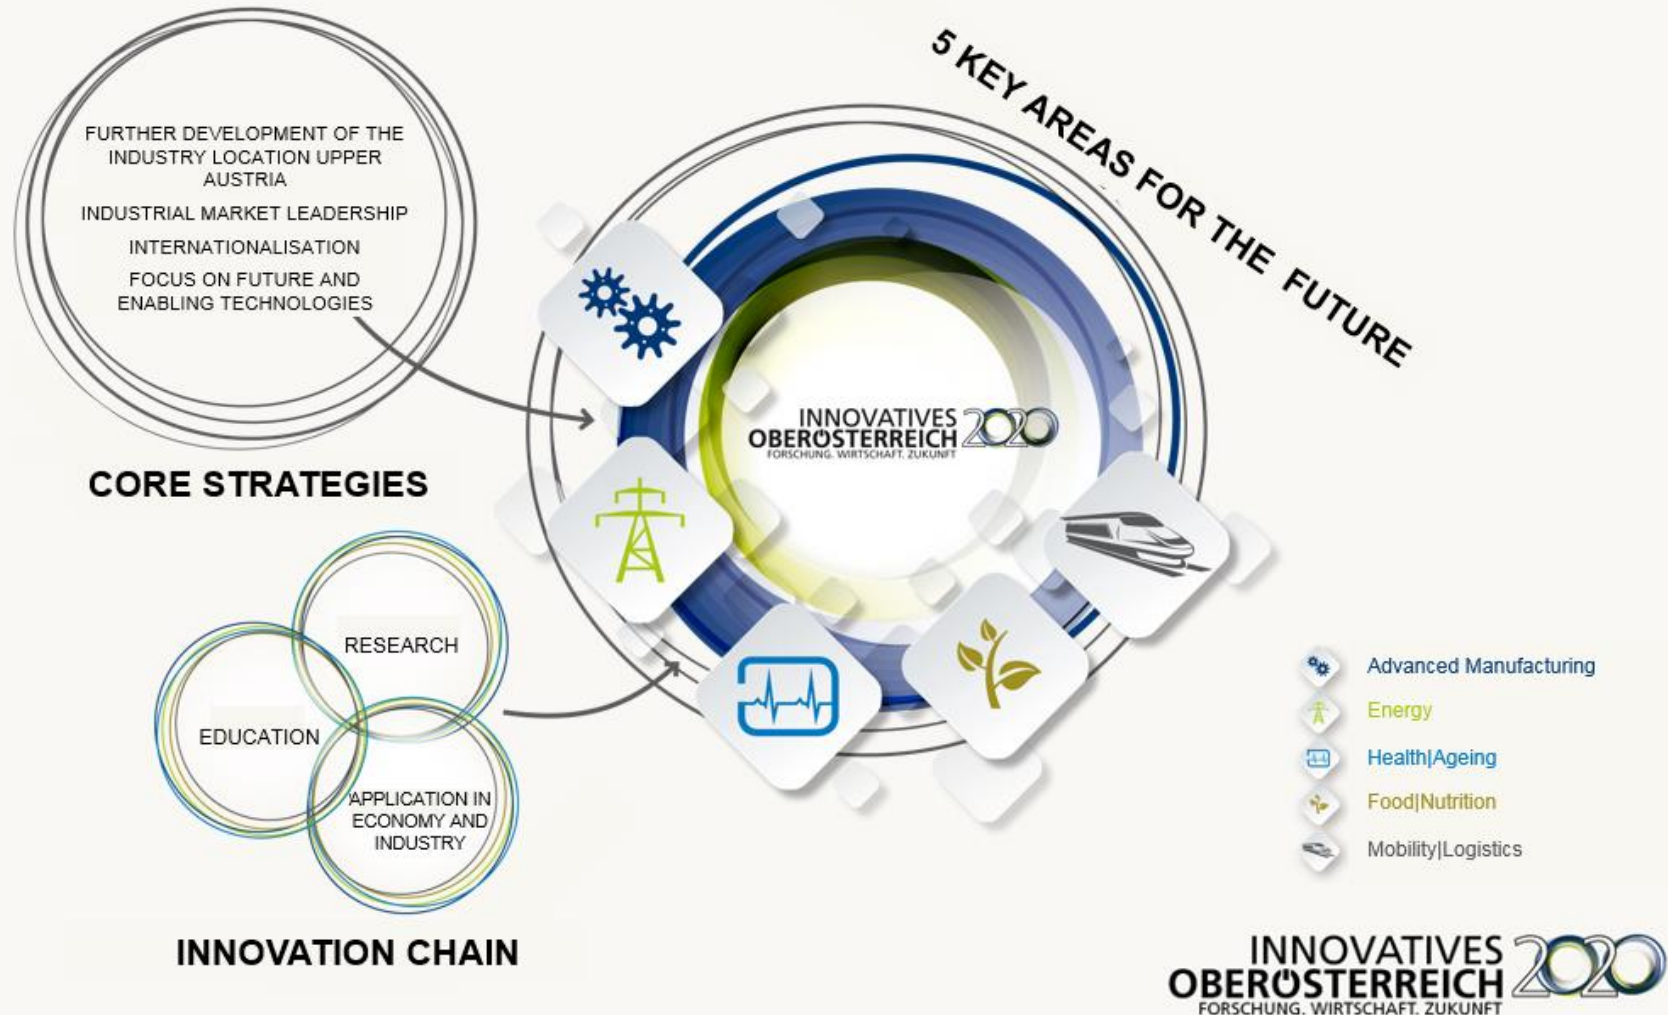 5 KEY AREAS FOR THE FUTURE
FURTHER DEVELOPMENT OF THE
INDUSTRY LOCATION UPPER
AUSTRIA
INDUSTRIAL MARKET LEADERSHIP
INTERNATIONALISATION
FOCUS ON FUTURE AND
ENABLING TECHNOLOGIES
CORE STRATEGIES
INNOVATIVES
OBERÖSTERREICH 2020
FORSCHUNG. WIRTSCHAFT. ZUKUNFT
RESEARCH
EDUCATION
APPLICATION IN
ECONOMY AND
INDUSTRY
INNOVATION CHAIN
Advanced Manufacturing
Energy
Health|Ageing
Food|Nutrition
Mobility|Logistics
INNOVATIVES
OBERÖSTERREICH 2020
FORSCHUNG. WIRTSCHAFT. ZUKUNFT